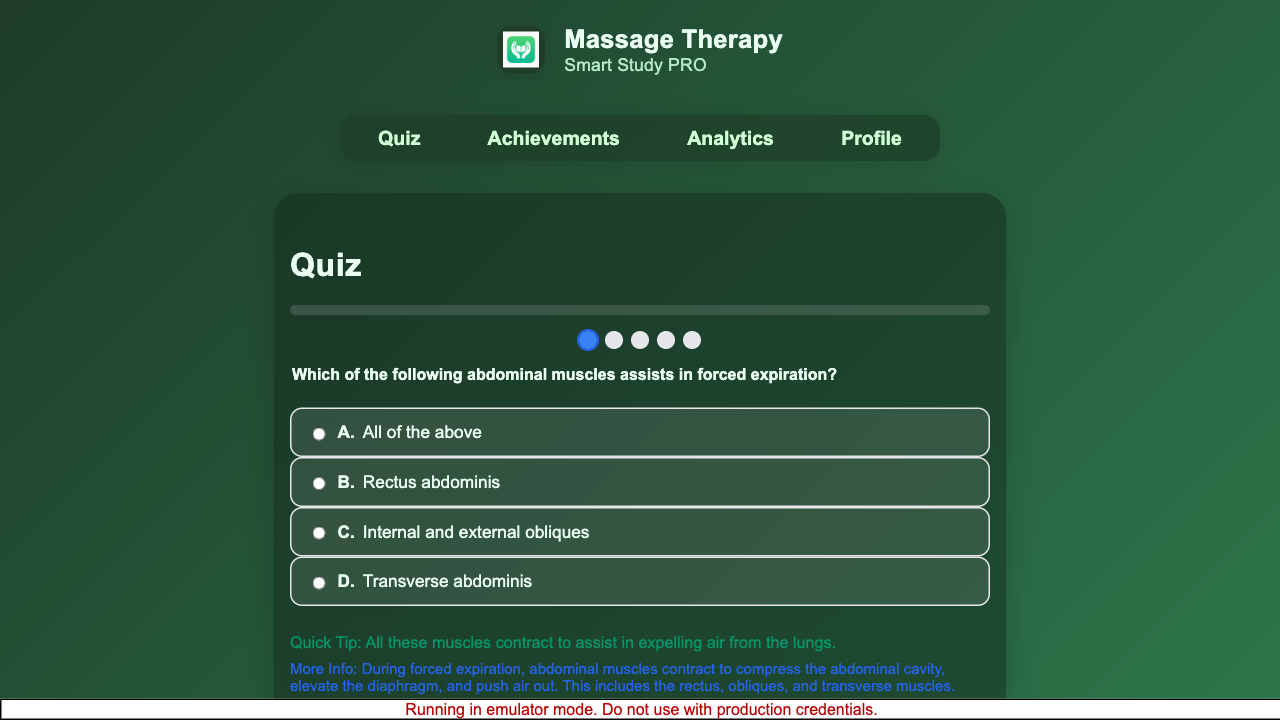 Massage Therapy
Smart Study PRO
Quiz Achievements Analytics Profile
Quiz
Which of the following abdominal muscles assists in forced expiration?
A. All of the above
B. Rectus abdominis
C. Internal and external obliques
D. Transverse abdominis
Quick Tip: All these muscles contract to assist in expelling air from the lungs.
More Info: During forced expiration, abdominal muscles contract to compress the abdominal cavity,
elevate the diaphragm, and push air out. This includes the rectus, obliques, and transverse muscles.
Running in emulator mode. Do not use with production credentials.